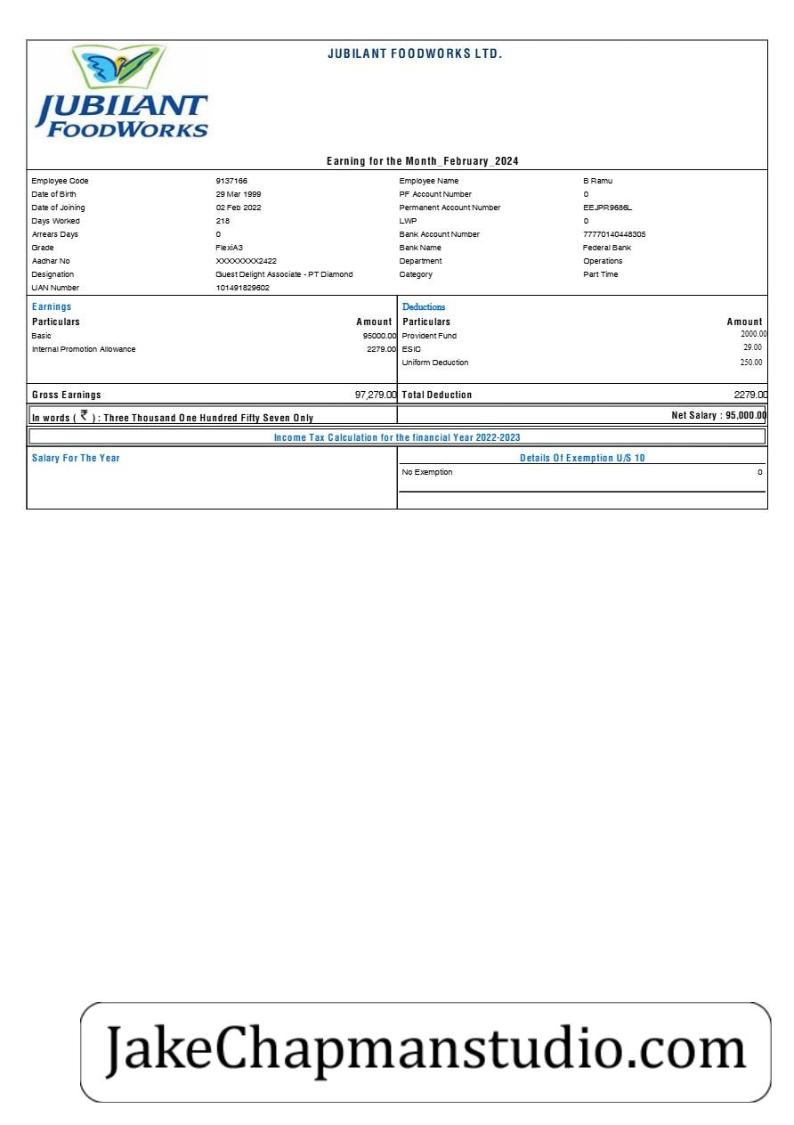 JUBILANT FOODWORKS LTD.
JUBILANT
FOODWORKS
Earning for the Month_February_2024
Employee Code 9137166 Employee Name B Ramu
Date of Birth 29 Mar 1999 PF Account Number 0
Date of Joining 02 Feb 2022 Permanent Account Number EEJPR9686L
Days Worked 218 LWP 0
Arrears Days 0 Bank Account Number 77770140448305
Grade FlexiA3 Bank Name Federal Bank
Aadhar No XXXXXXXX2422 Department Operations
Designation Guest Delight Associate - PT Diamond Category Part Time
UAN Number 101491829602
Earnings Deductions
Particulars Amount Particulars Amount
Basic 95000.00 Provident Fund 2000.00
Internal Promotion Allowance 2279.00 ESIC 29.00
Uniform Deduction 250.00
Gross Earnings 97,279.00 Total Deduction 2279.00
In words ( ₹ ) : Three Thousand One Hundred Fifty Seven Only Net Salary : 95,000.00
Income Tax Calculation for the financial Year 2022-2023
Salary For The Year Details Of Exemption U/S 10
No Exemption 0
JakeChapmanstudio.com